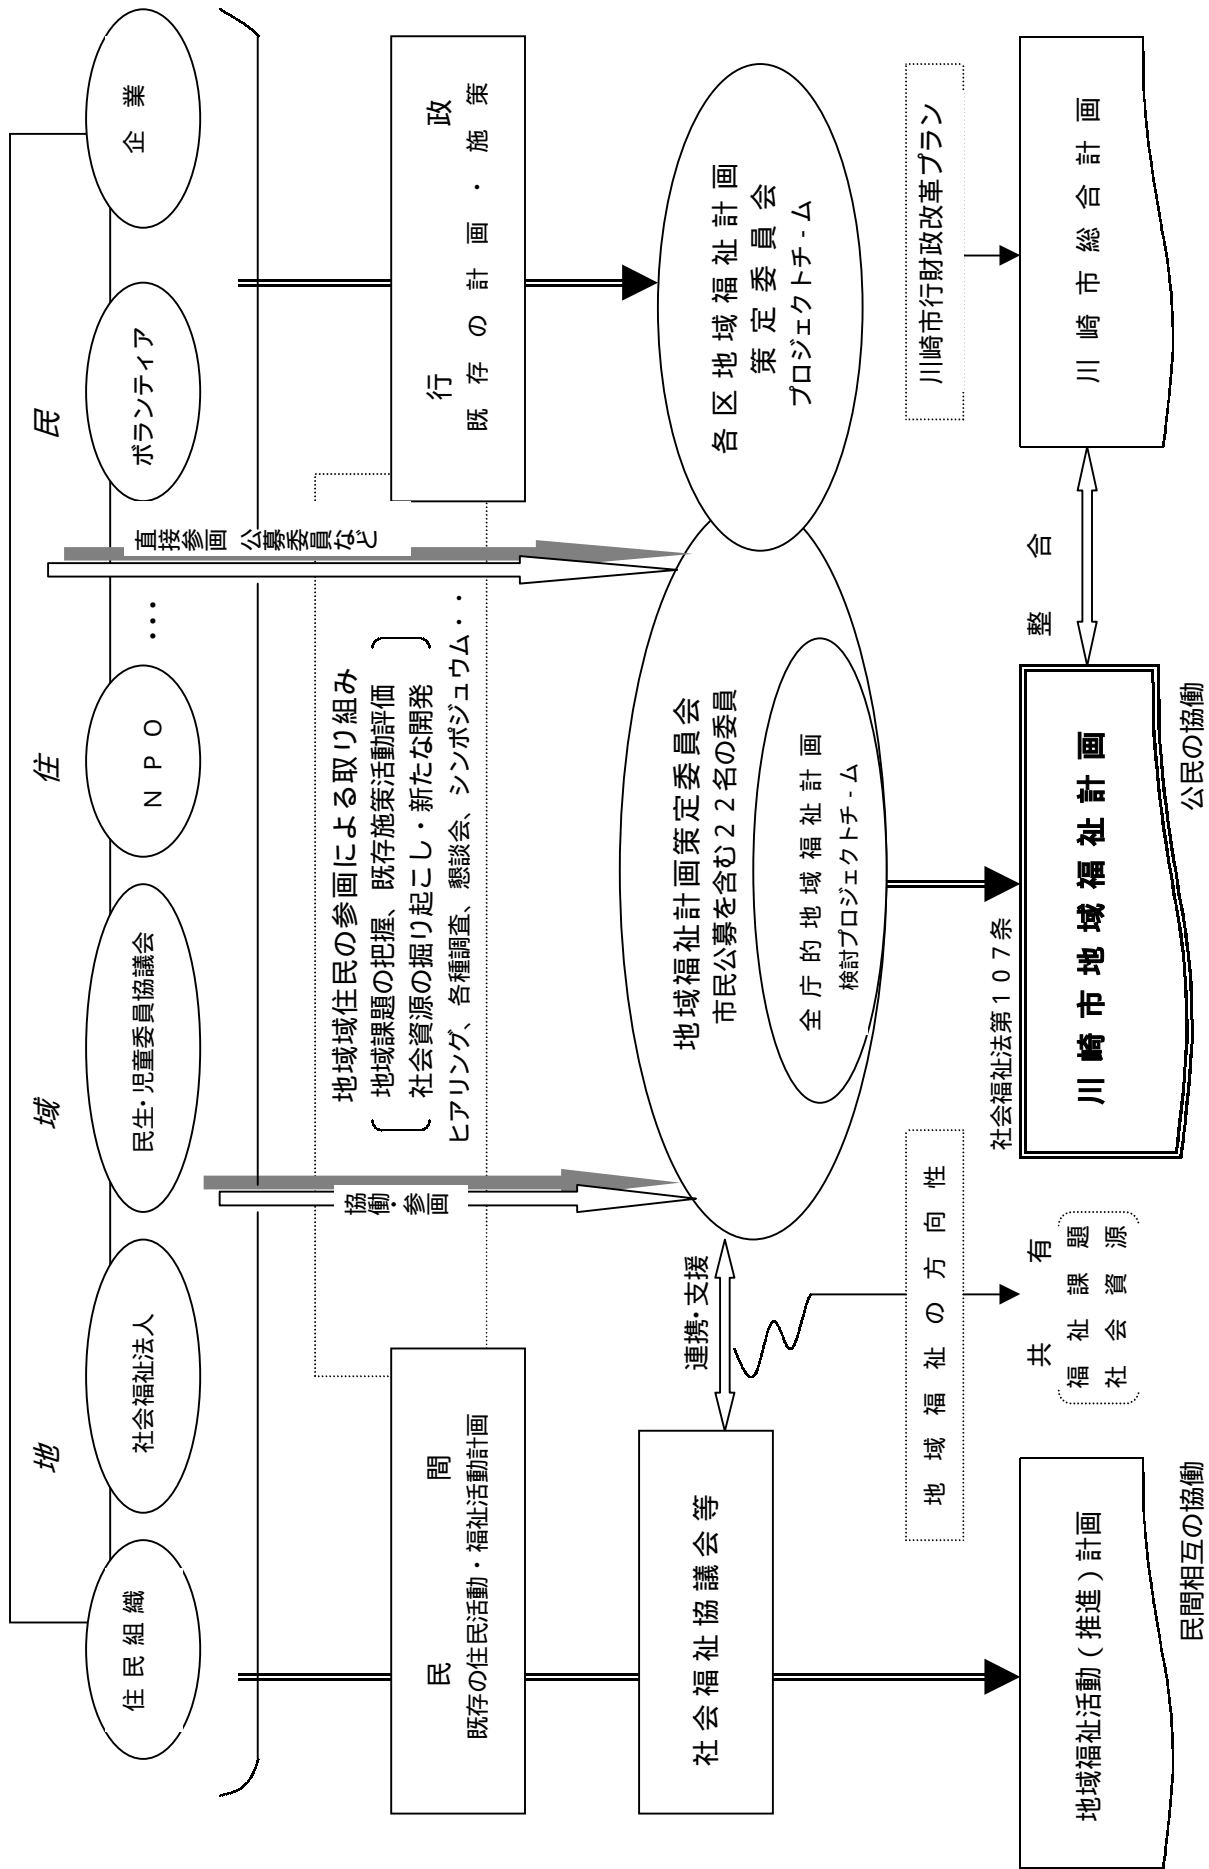 地　域　住　民
住民組織
社会福祉法人
民生・児童委員協議会
ＮＰＯ
・・・
ボランティア
企業
民　間
既存の住民活動・福祉活動計画
協働・参画
地域域住民の参画による取り組み
地域課題の把握、既存施策活動評価
社会資源の掘り起こし・新たな開発
ヒアリング、各種調査、懇談会、シンポジュウム・・
直接参画 公募委員など
行　政
既存の計画・施策
社会福祉協議会等
連携・支援
地域福祉計画策定委員会
市民公募を含む２２名の委員
全庁的地域福祉計画
検討プロジェクトチ-ム
各区地域福祉計画
策定委員会
プロジェクトチ-ム
地域福祉の方向性
社会福祉法第１０７条
川崎市行財政改革プラン
地域福祉活動（推進）計画
民間相互の協働
共　有
福祉課題
社会資源
川崎市地域福祉計画
公民の協働
整　合
川崎市総合計画